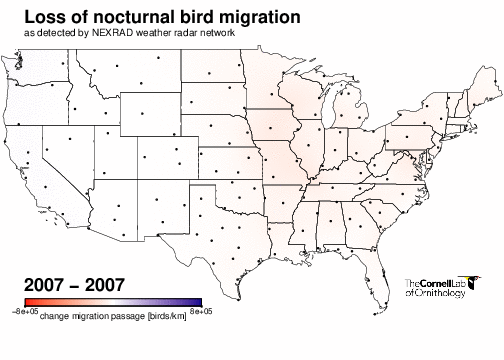 Loss of nocturnal bird migration
as detected by NEXRAD weather radar network
2007 – 2007
−8e+05 8e+05
change migration passage [birds/km]
TheCornellLab
of Ornithology